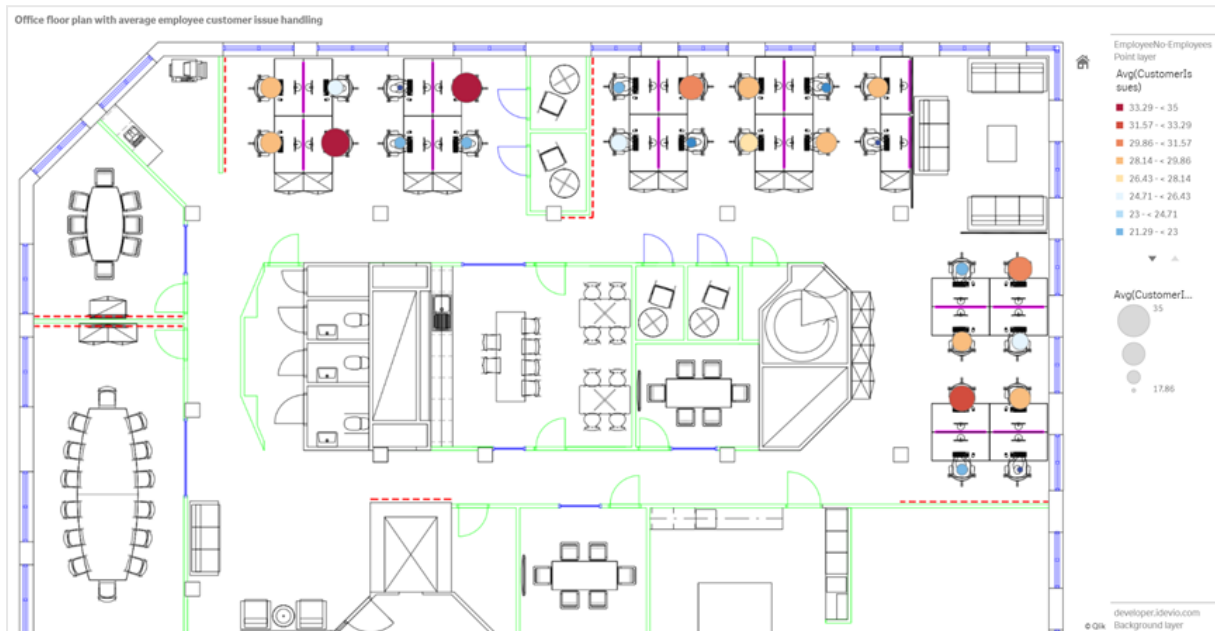 Office floor plan with average employee customer issue handling
EmployeeNo-Employees
Point layer
Avg(CustomerIs
sues)
33.29 - < 35
31.57 - < 33.29
29.86 - < 31.57
28.14 - < 29.86
26.43 - < 28.14
24.71 - < 26.43
23 - < 24.71
21.29 - < 23
Avg(CustomerI...
35
17.86
developer.idevio.com
Background layer
© Qlik